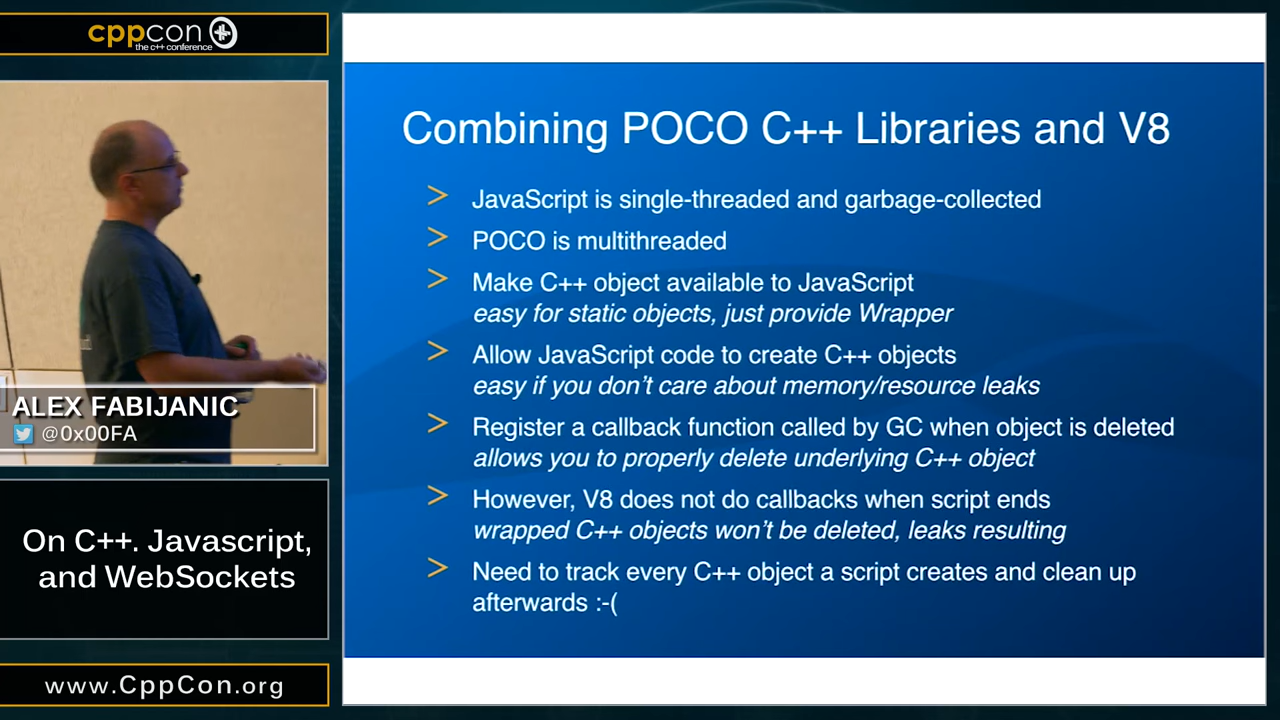 cppcon
the c++ conference
ALEX FABIJANIC
@0x00FA
On C++. Javascript,
and WebSockets
www.CppCon.org
Combining POCO C++ Libraries and V8
> JavaScript is single-threaded and garbage-collected
> POCO is multithreaded
> Make C++ object available to JavaScript
easy for static objects, just provide Wrapper
> Allow JavaScript code to create C++ objects
easy if you don't care about memory/resource leaks
> Register a callback function called by GC when object is deleted
allows you to properly delete underlying C++ object
> However, V8 does not do callbacks when script ends
wrapped C++ objects won't be deleted, leaks resulting
> Need to track every C++ object a script creates and clean up
afterwards :-(